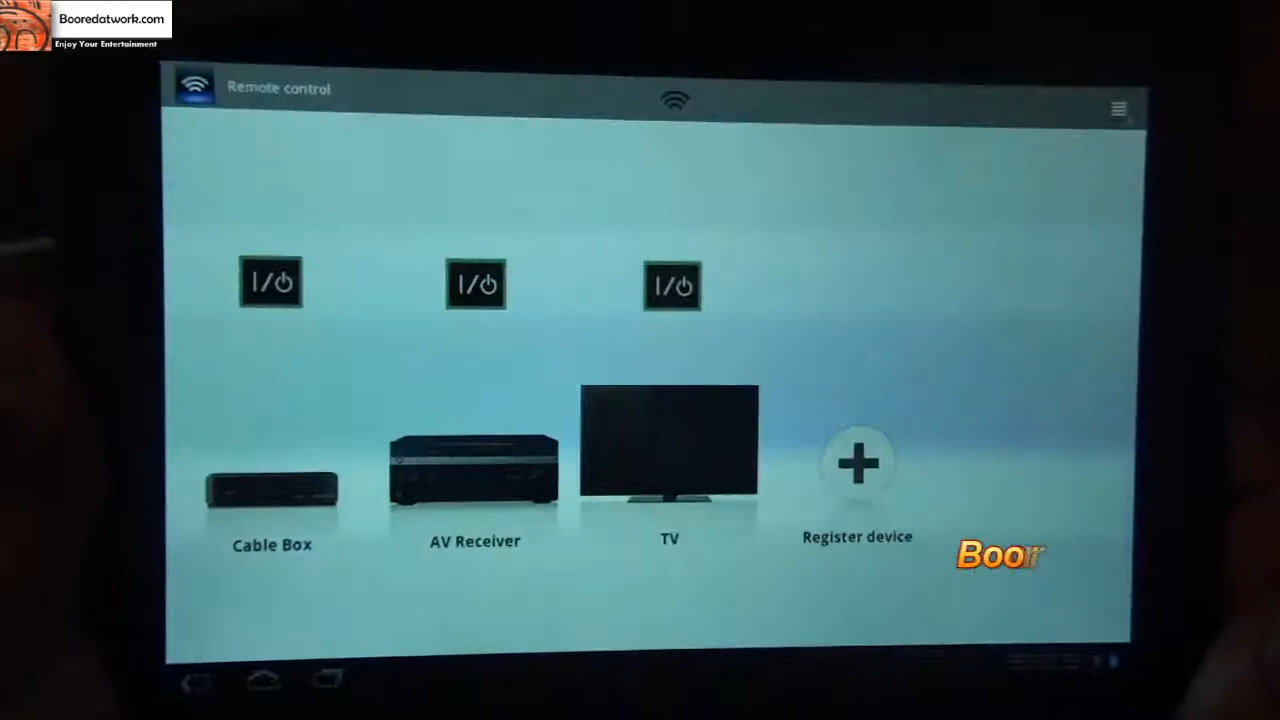 Booredatwork.com
Enjoy Your Entertainment
Remote control
I/
I/
I/
Cable Box
AV Receiver
TV
Register device
Boor